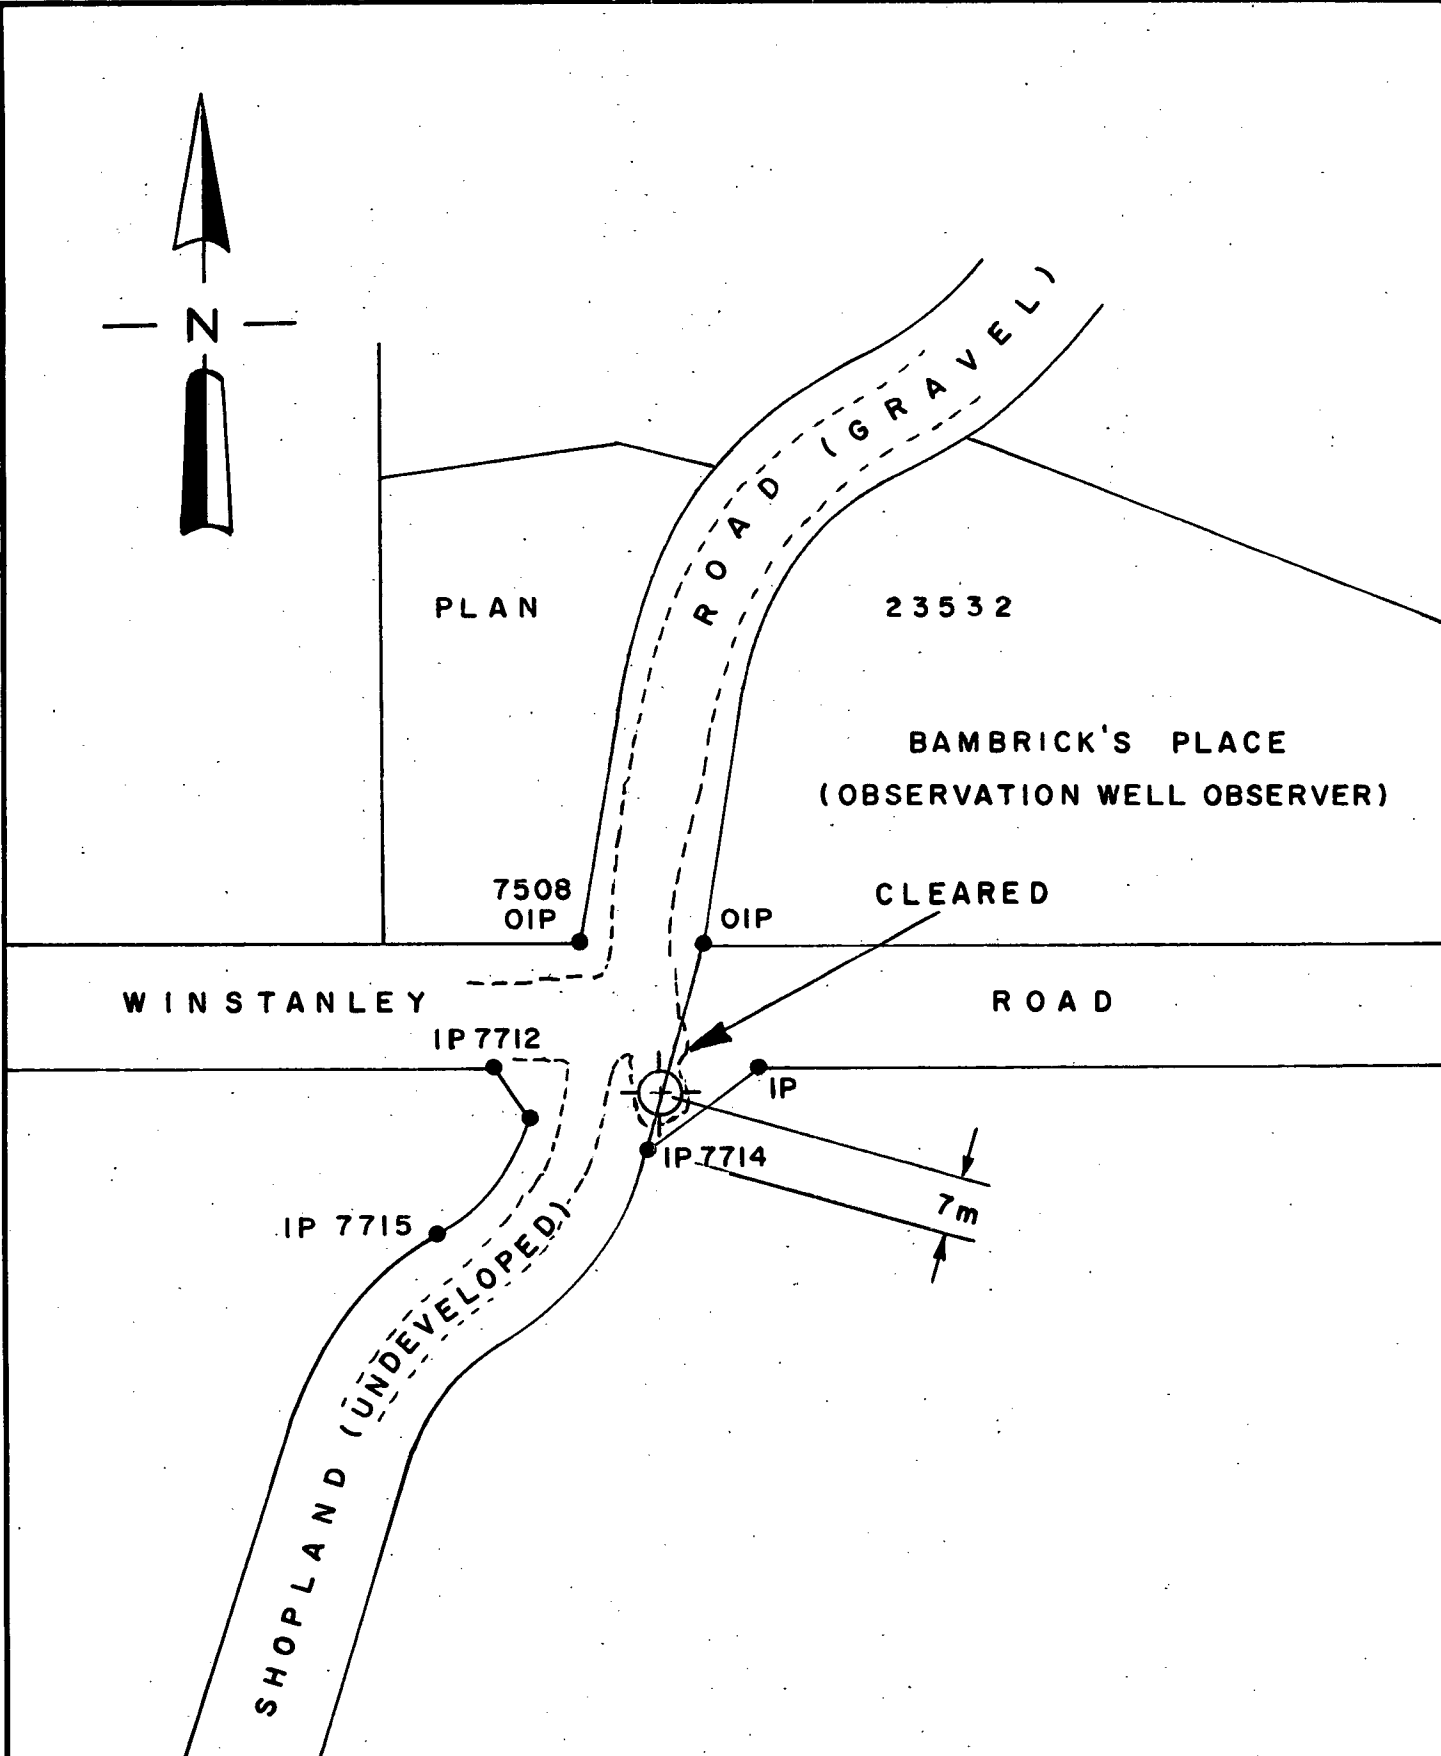 N
ROAD (GRAVEL)
PLAN
23532
BAMBRICK'S PLACE
(OBSERVATION WELL OBSERVER)
7508
OIP
OIP
CLEARED
WINSTANLEY
ROAD
IP 7712
IP
IP 7714
7m
IP 7715
SHOPLAND (UNDEVELOPED)